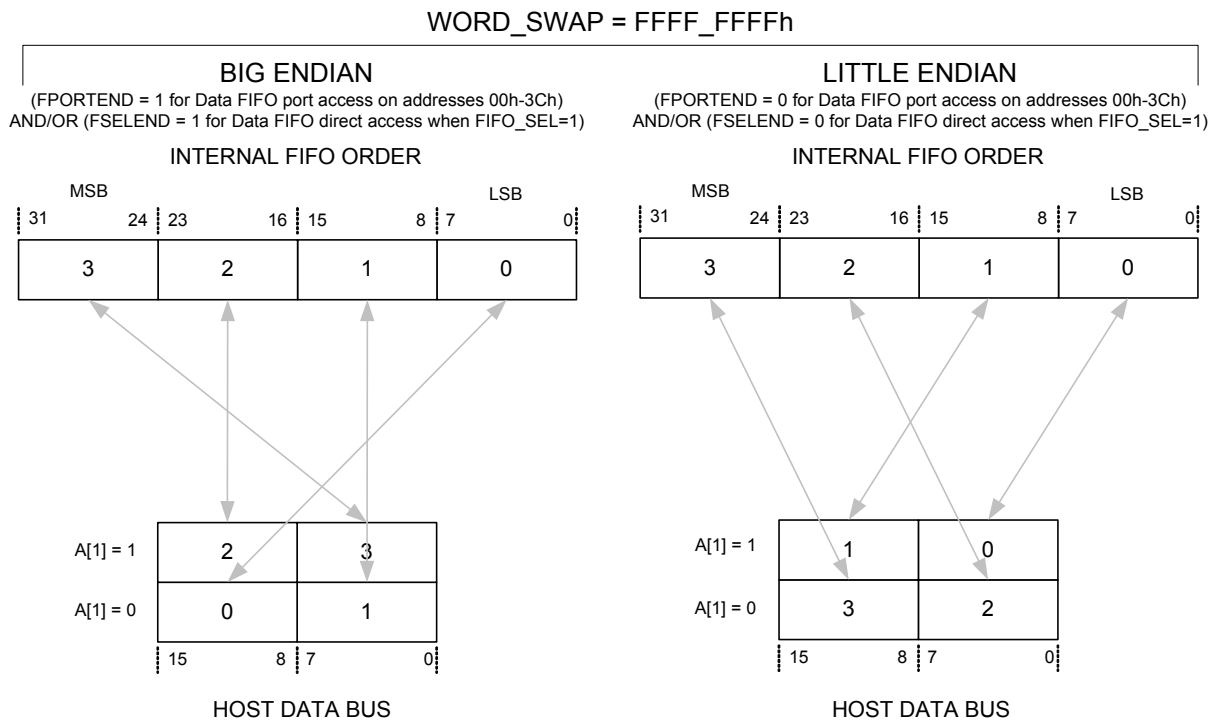 WORD_SWAP = FFFF_FFFFh
BIG ENDIAN
(FPORTEND = 1 for Data FIFO port access on addresses 00h-3Ch)
AND/OR (FSELEND = 1 for Data FIFO direct access when FIFO_SEL=1)
INTERNAL FIFO ORDER
MSB LSB
31 24 23 16 15 8 7 0
3 2 1 0
A[1] = 1 2 3
A[1] = 0 0 1
15 8 7 0
HOST DATA BUS
LITTLE ENDIAN
(FPORTEND = 0 for Data FIFO port access on addresses 00h-3Ch)
AND/OR (FSELEND = 0 for Data FIFO direct access when FIFO_SEL=1)
INTERNAL FIFO ORDER
MSB LSB
31 24 23 16 15 8 7 0
3 2 1 0
A[1] = 1 1 0
A[1] = 0 3 2
15 8 7 0
HOST DATA BUS